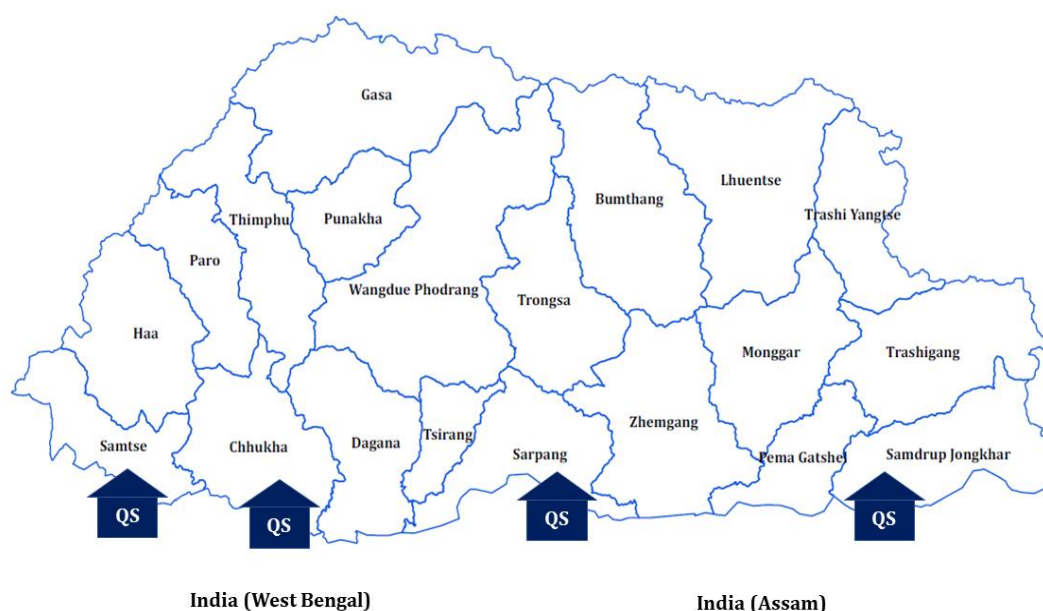 Gasa
Lhuentse
Bumthang
Thimphu
Punakha
Trashi Yangtse
Paro
Wangdue Phodrang
Trongsa
Haa
Monggar
Trashigang
Zhemgang
Samtse
Chhukha
Dagana
Tsirang
Sarpang
Pema Gatshel
Samdrup Jongkhar
QS
QS
QS
QS
India (West Bengal)
India (Assam)